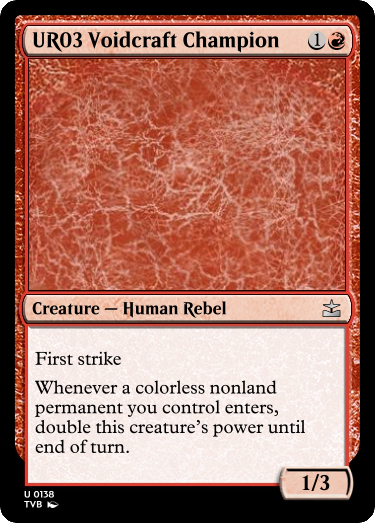 UR03 Voidcraft Champion 1
Creature — Human Rebel
First strike
Whenever a colorless nonland
permanent you control enters,
double this creature's power until
end of turn.
1/3
U 0138
TVB